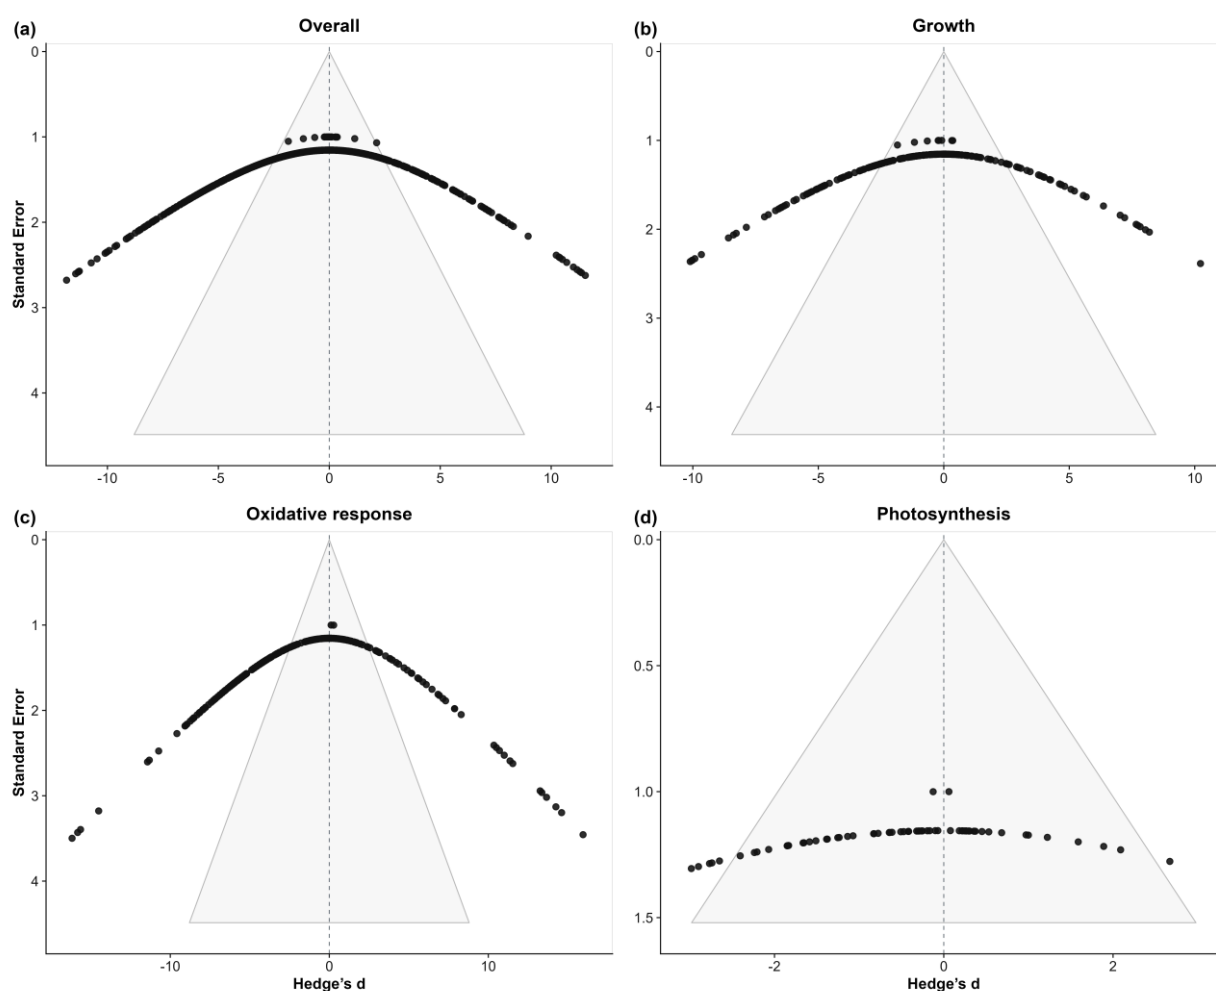 (a) Overall
0
1
2
3
4
Standard Error
-10 -5 0 5 10
(b) Growth
0
1
2
3
4
-10 -5 0 5 10
(c) Oxidative response
0
1
2
3
4
Standard Error
-10 0 10
Hedge's d
(d) Photosynthesis
0.0
0.5
1.0
1.5
-2 0 2
Hedge's d